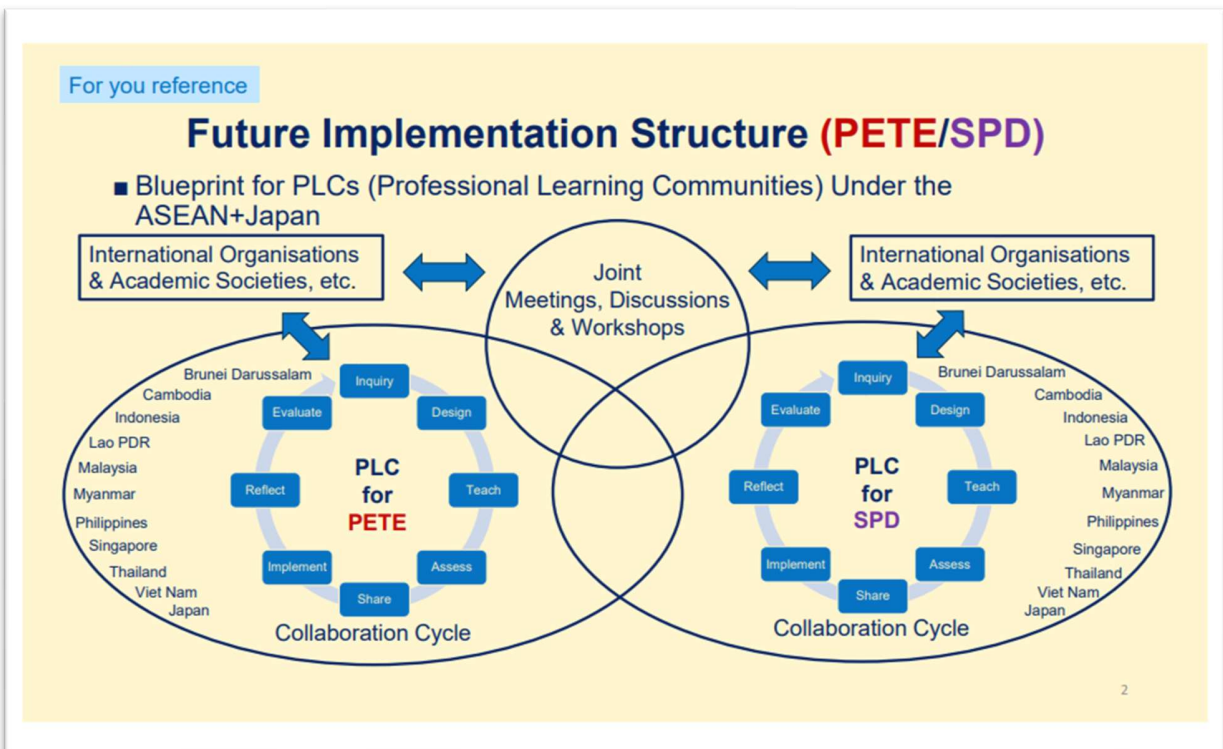 For you reference
Future Implementation Structure (PETE/SPD)
■ Blueprint for PLCs (Professional Learning Communities) Under the
ASEAN+Japan
International Organisations
& Academic Societies, etc.
Joint
Meetings, Discussions
& Workshops
International Organisations
& Academic Societies, etc.
Brunei Darussalam
Cambodia
Indonesia
Lao PDR
Malaysia
Myanmar
Philippines
Singapore
Thailand
Viet Nam
Japan
Inquiry
Design
Teach
Assess
Share
Implement
Reflect
Evaluate
PLC
for
PETE
Collaboration Cycle
Inquiry
Design
Teach
Assess
Share
Implement
Reflect
Evaluate
PLC
for
SPD
Collaboration Cycle
Brunei Darussalam
Cambodia
Indonesia
Lao PDR
Malaysia
Myanmar
Philippines
Singapore
Thailand
Viet Nam
Japan
2